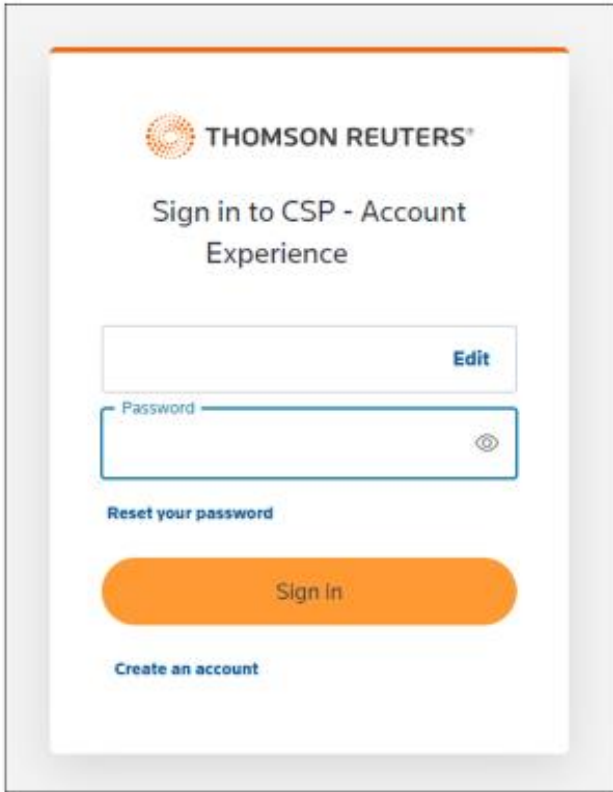 THOMSON REUTERS®
Sign in to CSP - Account
Experience
Edit
Password
Reset your password
Sign In
Create an account